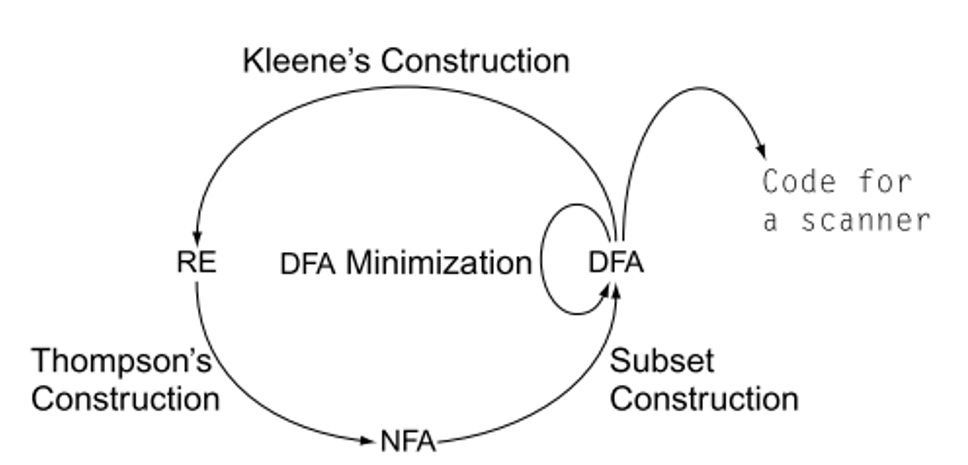 Kleene's Construction
Code for
a scanner
RE
DFA Minimization
DFA
Thompson's
Construction
Subset
Construction
NFA